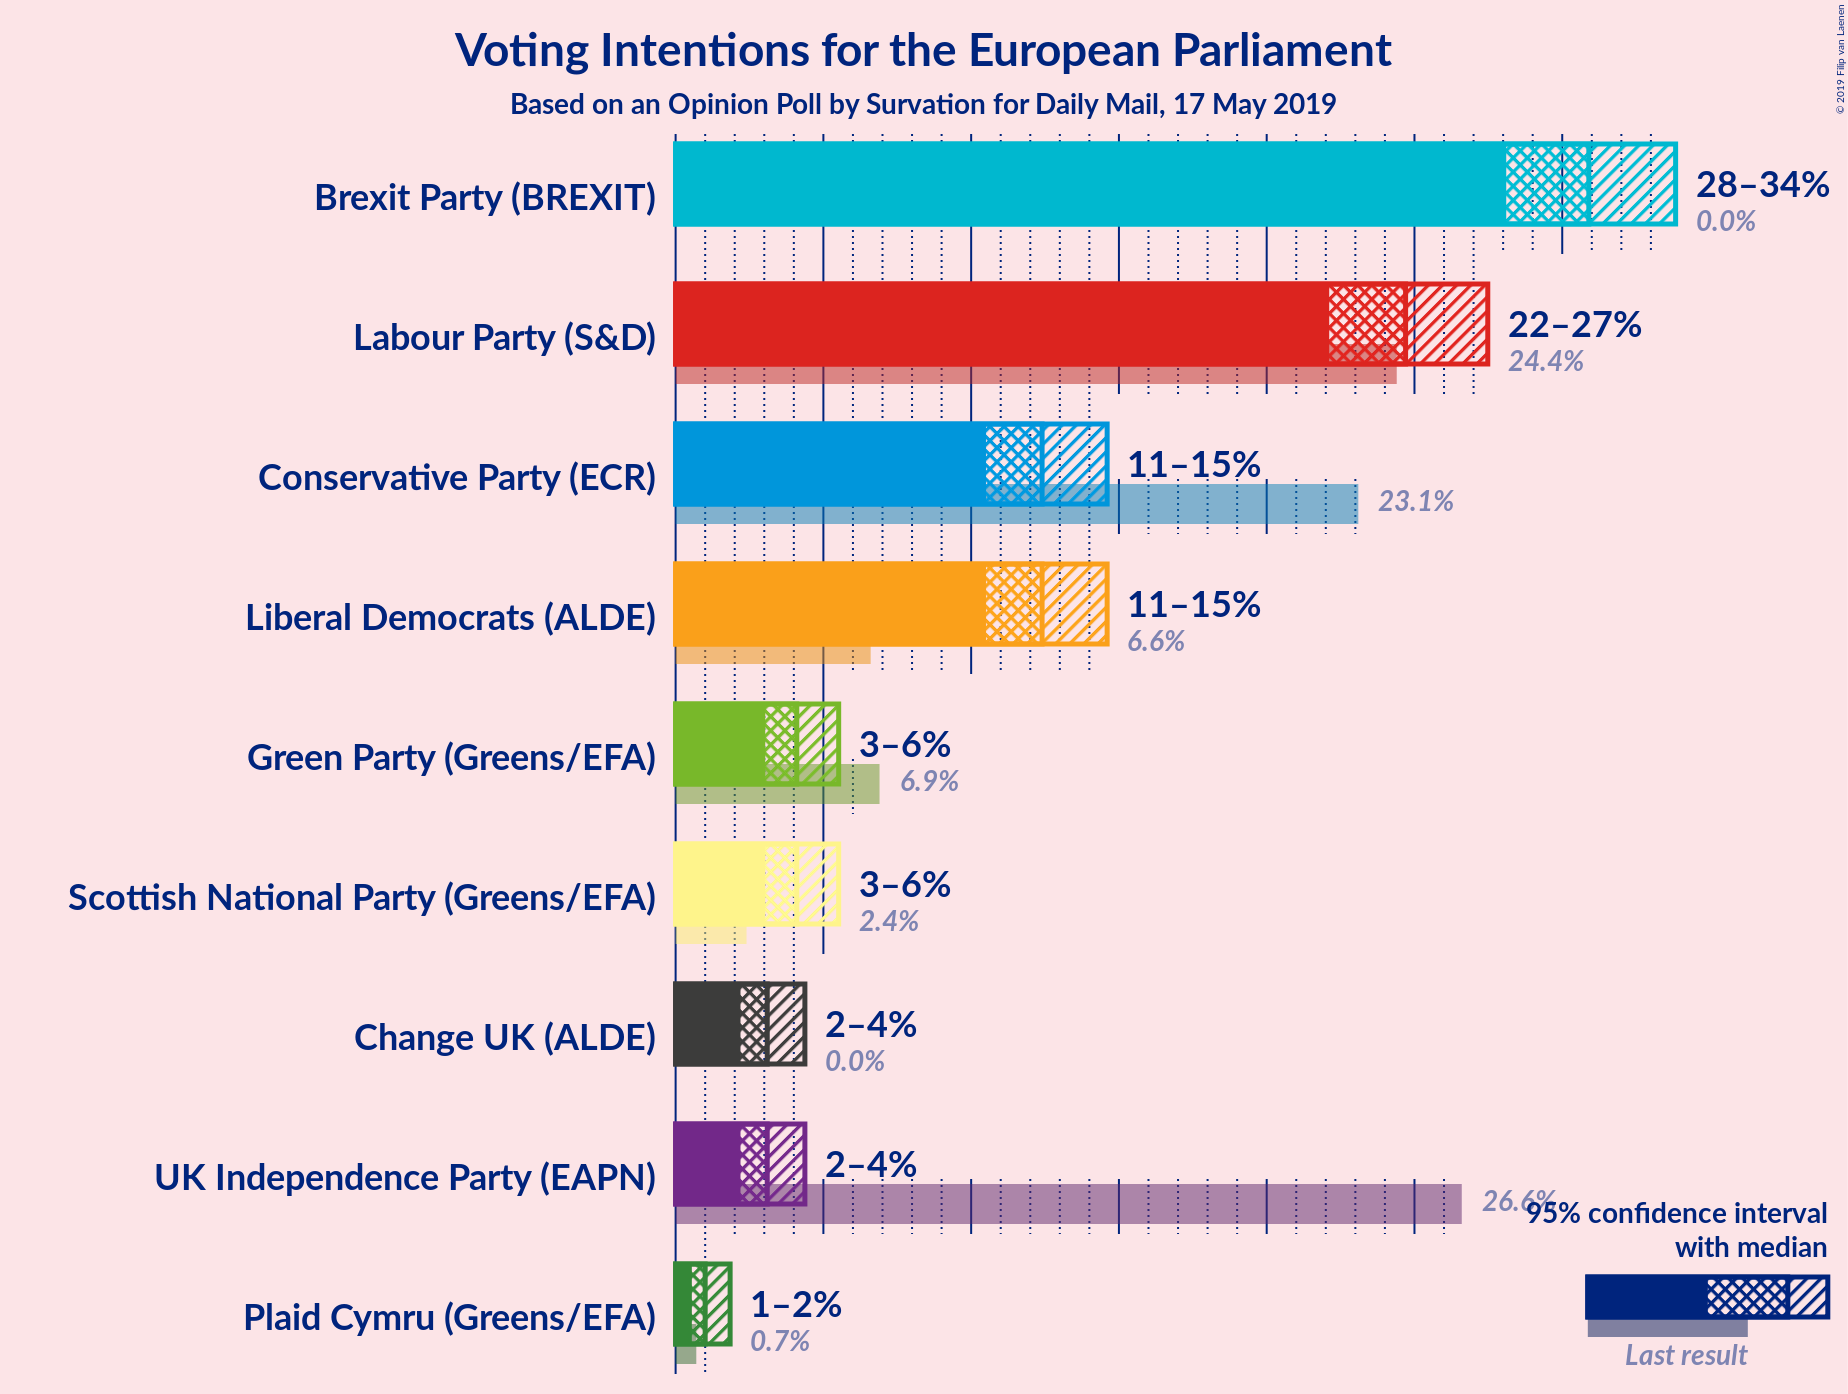 Voting Intentions for the European Parliament
Based on an Opinion Poll by Survation for Daily Mail, 17 May 2019
© 2019 Filip van Laenen
Brexit Party (BREXIT)
28–34%
0.0%
Labour Party (S&D)
22–27%
24.4%
Conservative Party (ECR)
11–15%
23.1%
Liberal Democrats (ALDE)
11–15%
6.6%
Green Party (Greens/EFA)
3–6%
6.9%
Scottish National Party (Greens/EFA)
3–6%
2.4%
Change UK (ALDE)
2–4%
0.0%
UK Independence Party (EAPN)
2–4%
26.6%
Plaid Cymru (Greens/EFA)
1–2%
0.7%
95% confidence interval
with median
Last result